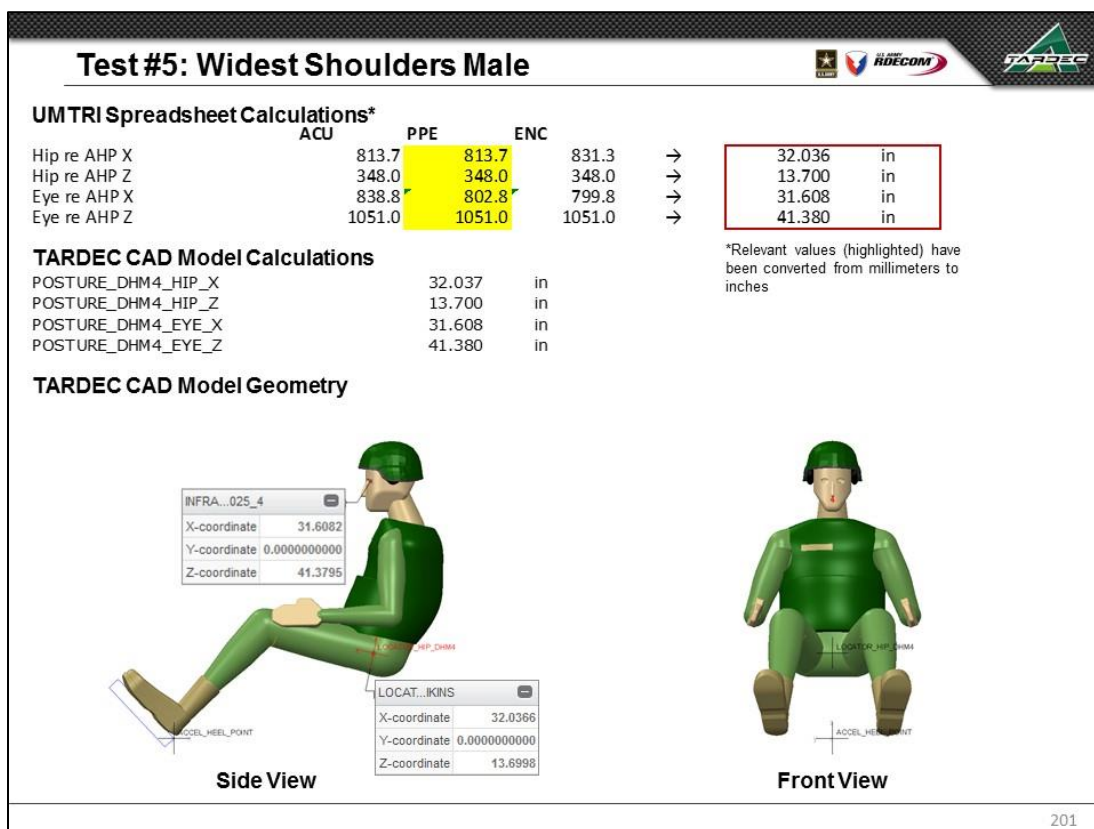 Test #5: Widest Shoulders Male
U.S. ARMY
U.S. ARMY
RDECOM
TARDEC
UMTRI Spreadsheet Calculations*
ACU PPE ENC
Hip re AHP X 813.7 813.7 831.3 → 32.036 in
Hip re AHP Z 348.0 348.0 348.0 → 13.700 in
Eye re AHP X 838.8 802.8 799.8 → 31.608 in
Eye re AHP Z 1051.0 1051.0 1051.0 → 41.380 in
*Relevant values (highlighted) have
been converted from millimeters to
inches
TARDEC CAD Model Calculations
POSTURE_DHM4_HIP_X 32.037 in
POSTURE_DHM4_HIP_Z 13.700 in
POSTURE_DHM4_EYE_X 31.608 in
POSTURE_DHM4_EYE_Z 41.380 in
TARDEC CAD Model Geometry
INFRA...025_4
X-coordinate 31.6082
Y-coordinate 0.0000000000
Z-coordinate 41.3795
LOCATOR_HIP_DHM4
LOCAT...IKINS
X-coordinate 32.0366
Y-coordinate 0.0000000000
Z-coordinate 13.6998
ACCEL_HEEL_POINT
Side View
LOCATOR_HIP_DHM4
ACCEL_HEEL_POINT
Front View
201